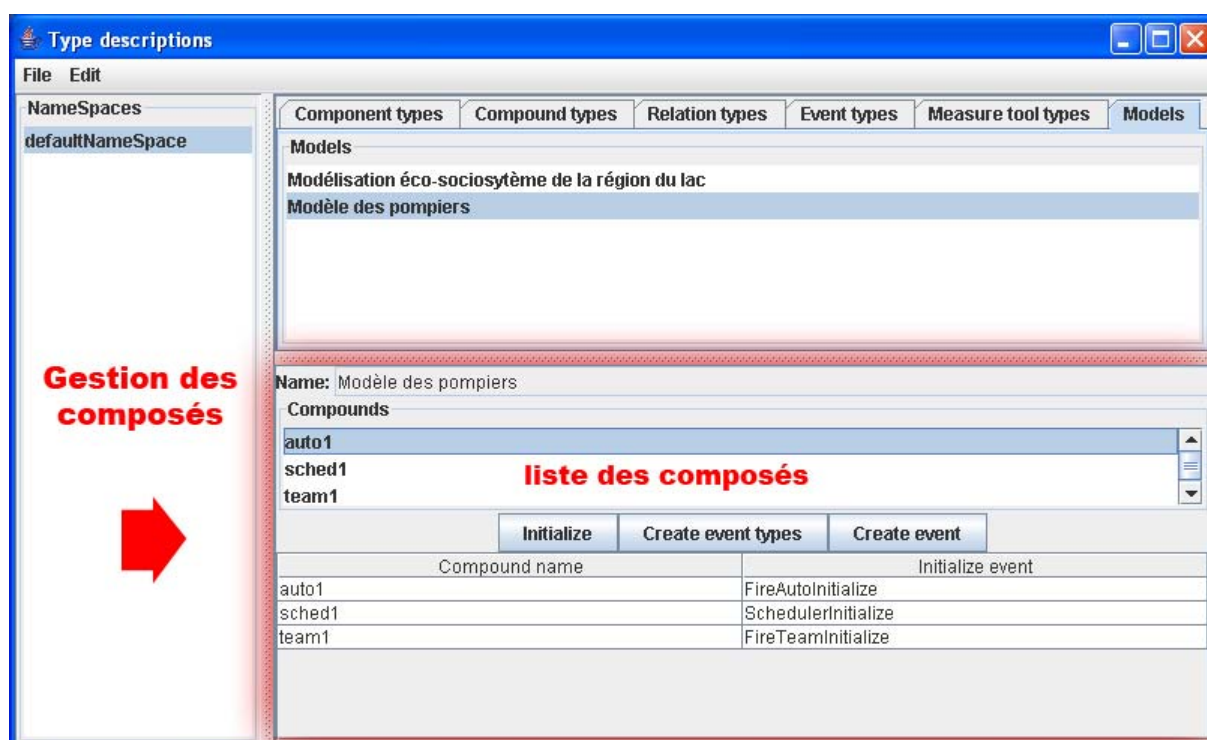 Type descriptions
File Edit
NameSpaces
defaultNameSpace
Component types Compound types Relation types Event types Measure tool types Models
Models
Modélisation éco-sociosytème de la région du lac
Modèle des pompiers
Gestion des
composés
Name: Modèle des pompiers
Compounds
auto1
sched1
team1
liste des composés
Initialize Create event types Create event
Compound name Initialize event
auto1 FireAutoInitialize
sched1 SchedulerInitialize
team1 FireTeamInitialize